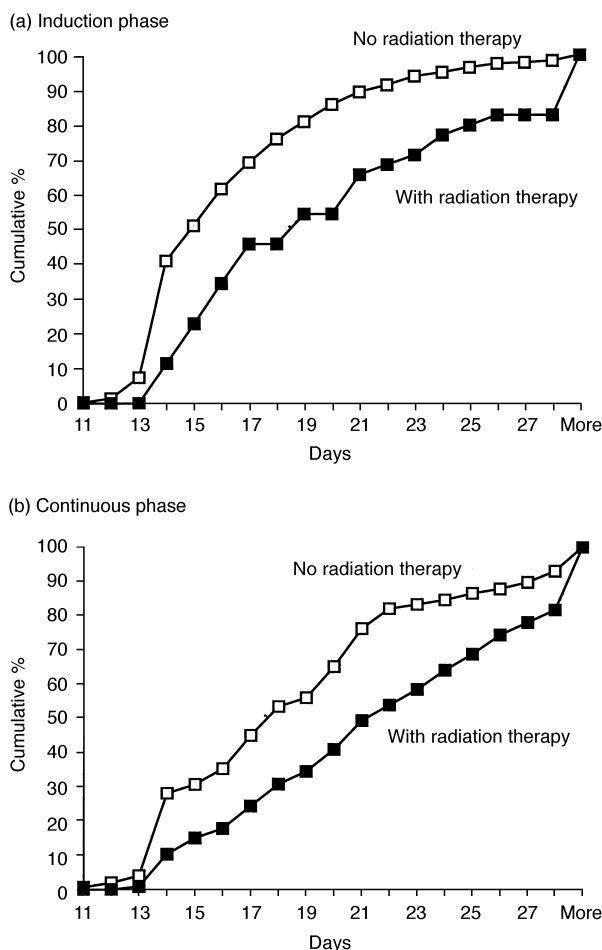 (a) Induction phase
No radiation therapy
100
90
80
70
60
50
40
30
20
10
0
Cumulative %
With radiation therapy
11 13 15 17 19 21 23 25 27 More
Days
(b) Continuous phase
No radiation therapy
100
90
80
70
60
50
40
30
20
10
0
Cumulative %
With radiation therapy
11 13 15 17 19 21 23 25 27 More
Days